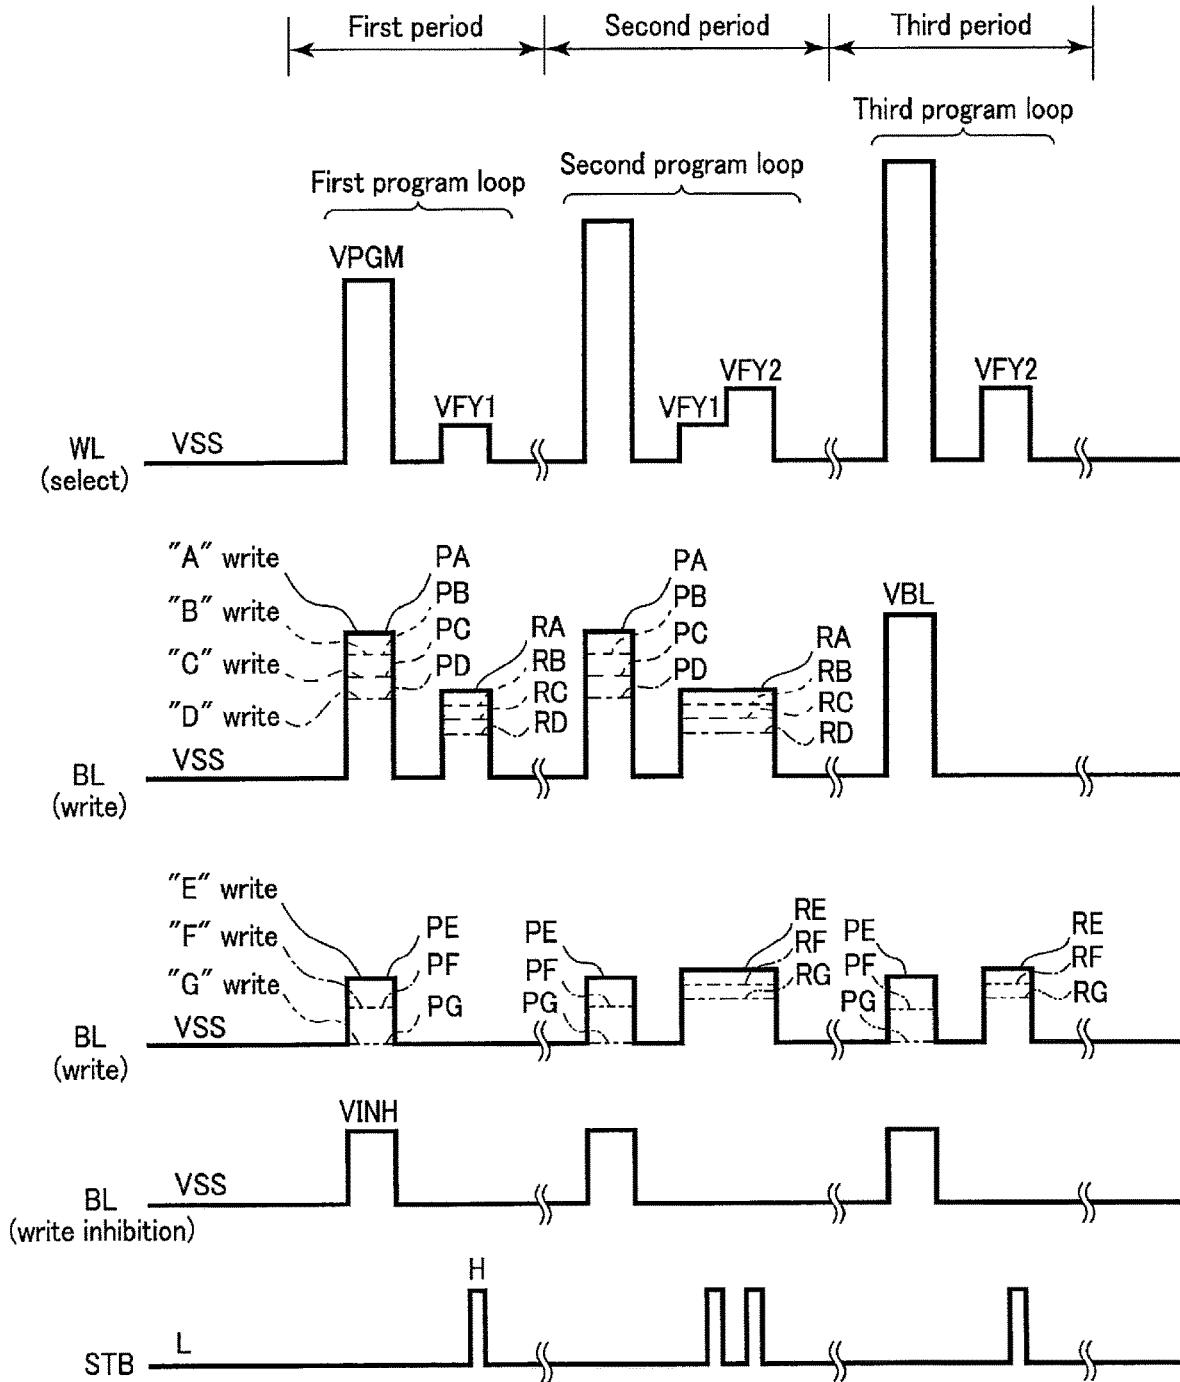 First period Second period Third period
Third program loop
Second program loop
First program loop
VPGM
VFY2 VFY2
VFY1 VFY1
WL
(select)
VSS
"A" write PA PA
"B" write PB PB VBL
"C" write PC RA PC RA
"D" write PD RB PD RB
RC RC
RD RD
VSS
BL
(write)
"E" write PE PE RE PE RE
"F" write PF PF RF PF RF
"G" write PG PG RG PG RG
VSS
BL
(write)
VINH
VSS
BL
(write inhibition)
H
L
STB